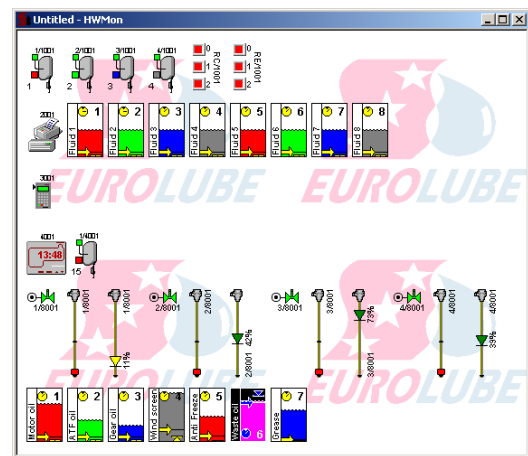 Untitled - HWMon
1/1001 2/1001 3/1001 4/1001
0 0
1 1
2 2
RC/1001 RE/1001
1 2 3 4
2001
1 2 3 4 5 6 7 8
Fluid 1 Fluid 2 Fluid 3 Fluid 4 Fluid 5 Fluid 6 Fluid 7 Fluid 8
3001
EUROLUBE EUROLUBE
4001 1/4001
13:48
15
1/8001 1/8001 1/8001 11%
2/8001 2/8001 42% 2/8001
3/8001 3/8001 73% 3/8001
4/8001 4/8001 4/8001 39%
EUROLUBE EUROLUBE
1 2 3 4 5 6 7
Motor oil ATF oil Gear oil Wind screen Anti Freeze Waste oil Grease